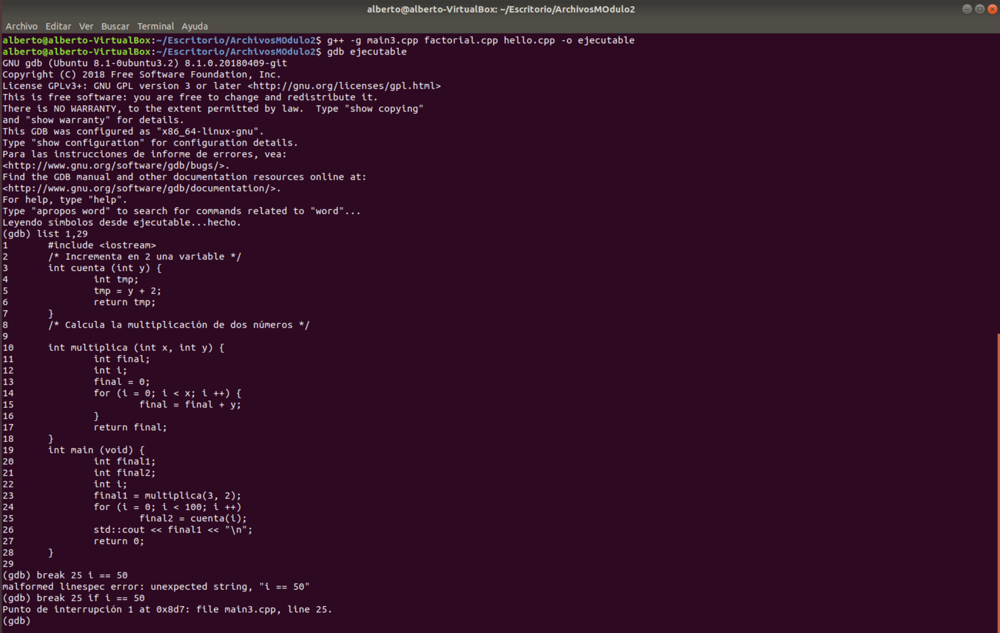 alberto@alberto-VirtualBox: ~/Escritorio/ArchivosMOdulo2
Archivo Editar Ver Buscar Terminal Ayuda
alberto@alberto-VirtualBox:~/Escritorio/ArchivosMOdulo2$ g++ -g main3.cpp factorial.cpp hello.cpp -o ejecutable
alberto@alberto-VirtualBox:~/Escritorio/ArchivosMOdulo2$ gdb ejecutable
GNU gdb (Ubuntu 8.1-0ubuntu3.2) 8.1.0.20180409-git
Copyright (C) 2018 Free Software Foundation, Inc.
License GPLv3+: GNU GPL version 3 or later <http://gnu.org/licenses/gpl.html>
This is free software: you are free to change and redistribute it.
There is NO WARRANTY, to the extent permitted by law.  Type "show copying"
and "show warranty" for details.
This GDB was configured as "x86_64-linux-gnu".
Type "show configuration" for configuration details.
Para las instrucciones de informe de errores, vea:
<http://www.gnu.org/software/gdb/bugs/>.
Find the GDB manual and other documentation resources online at:
<http://www.gnu.org/software/gdb/documentation/>.
For help, type "help".
Type "apropos word" to search for commands related to "word"...
Leyendo símbolos desde ejecutable...hecho.
(gdb) list 1,29
1       #include <iostream>
2       /* Incrementa en 2 una variable */
3       int cuenta (int y) {
4               int tmp;
5               tmp = y + 2;
6               return tmp;
7       }
8       /* Calcula la multiplicación de dos números */
9
10      int multiplica (int x, int y) {
11              int final;
12              int i;
13              final = 0;
14              for (i = 0; i < x; i ++) {
15                      final = final + y;
16              }
17              return final;
18      }
19      int main (void) {
20              int final1;
21              int final2;
22              int i;
23              final1 = multiplica(3, 2);
24              for (i = 0; i < 100; i ++)
25                      final2 = cuenta(i);
26              std::cout << final1 << "\n";
27              return 0;
28      }
29
(gdb) break 25 i == 50
malformed linespec error: unexpected string, "i == 50"
(gdb) break 25 if i == 50
Punto de interrupción 1 at 0x8d7: file main3.cpp, line 25.
(gdb)